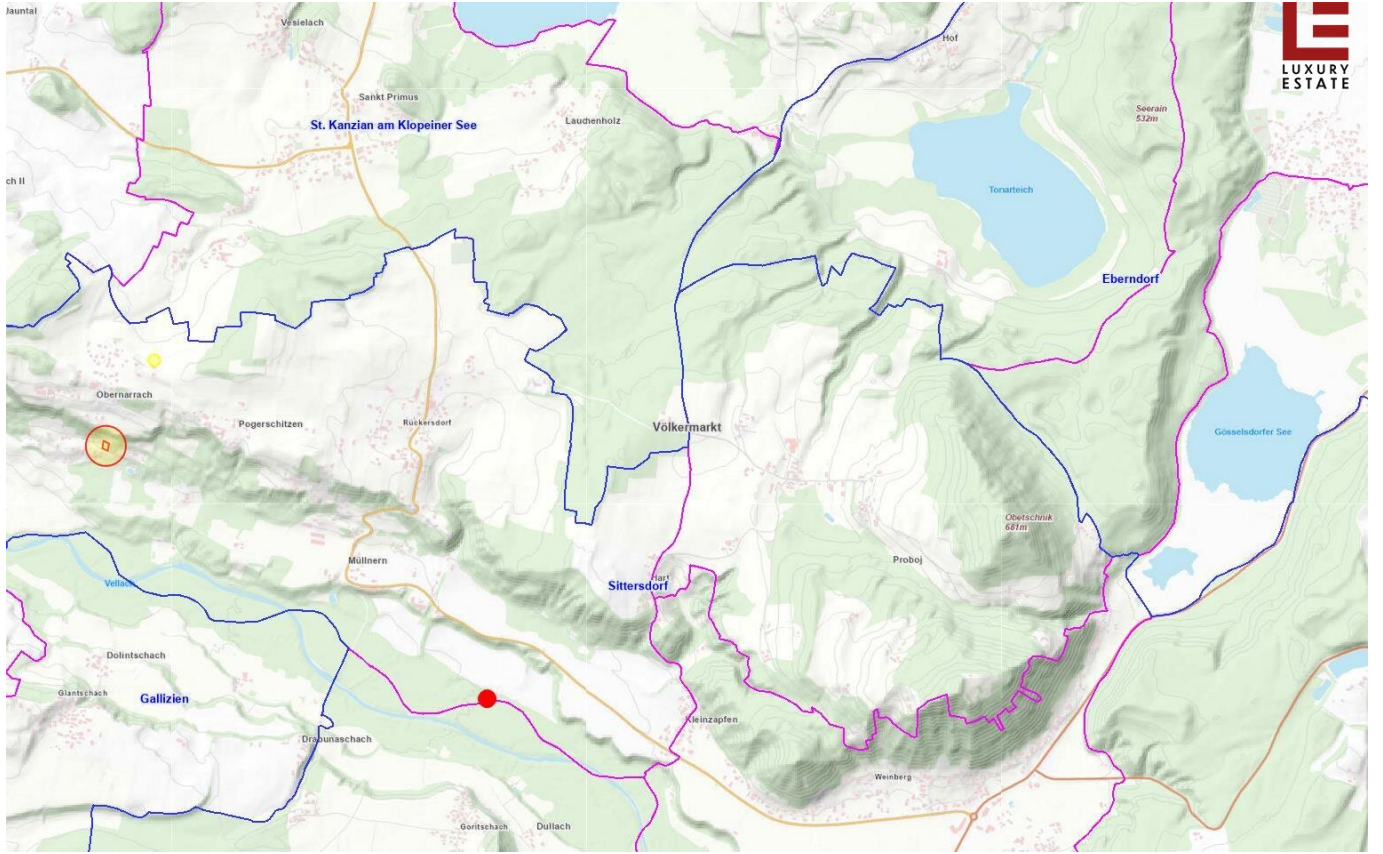 Jauntal
Vesielach
Hof
LUXURY
ESTATE
Sankt Primus
Seerain
532m
St. Kanzian am Klopeiner See
Laudenholz
ch II
Tonarteich
Eberndorf
Obernarrach
Pogerschitzen
Rückersdorf
Völkermarkt
Gösselsdorfer See
Obetschnik
681m
Müllnern
Proboj
Vellach
Sittersdorf
Hart
Dolintschach
Glantschach
Gallizien
Kleinzapfen
Drabunaschach
Weinberg
Goritschach
Dullach